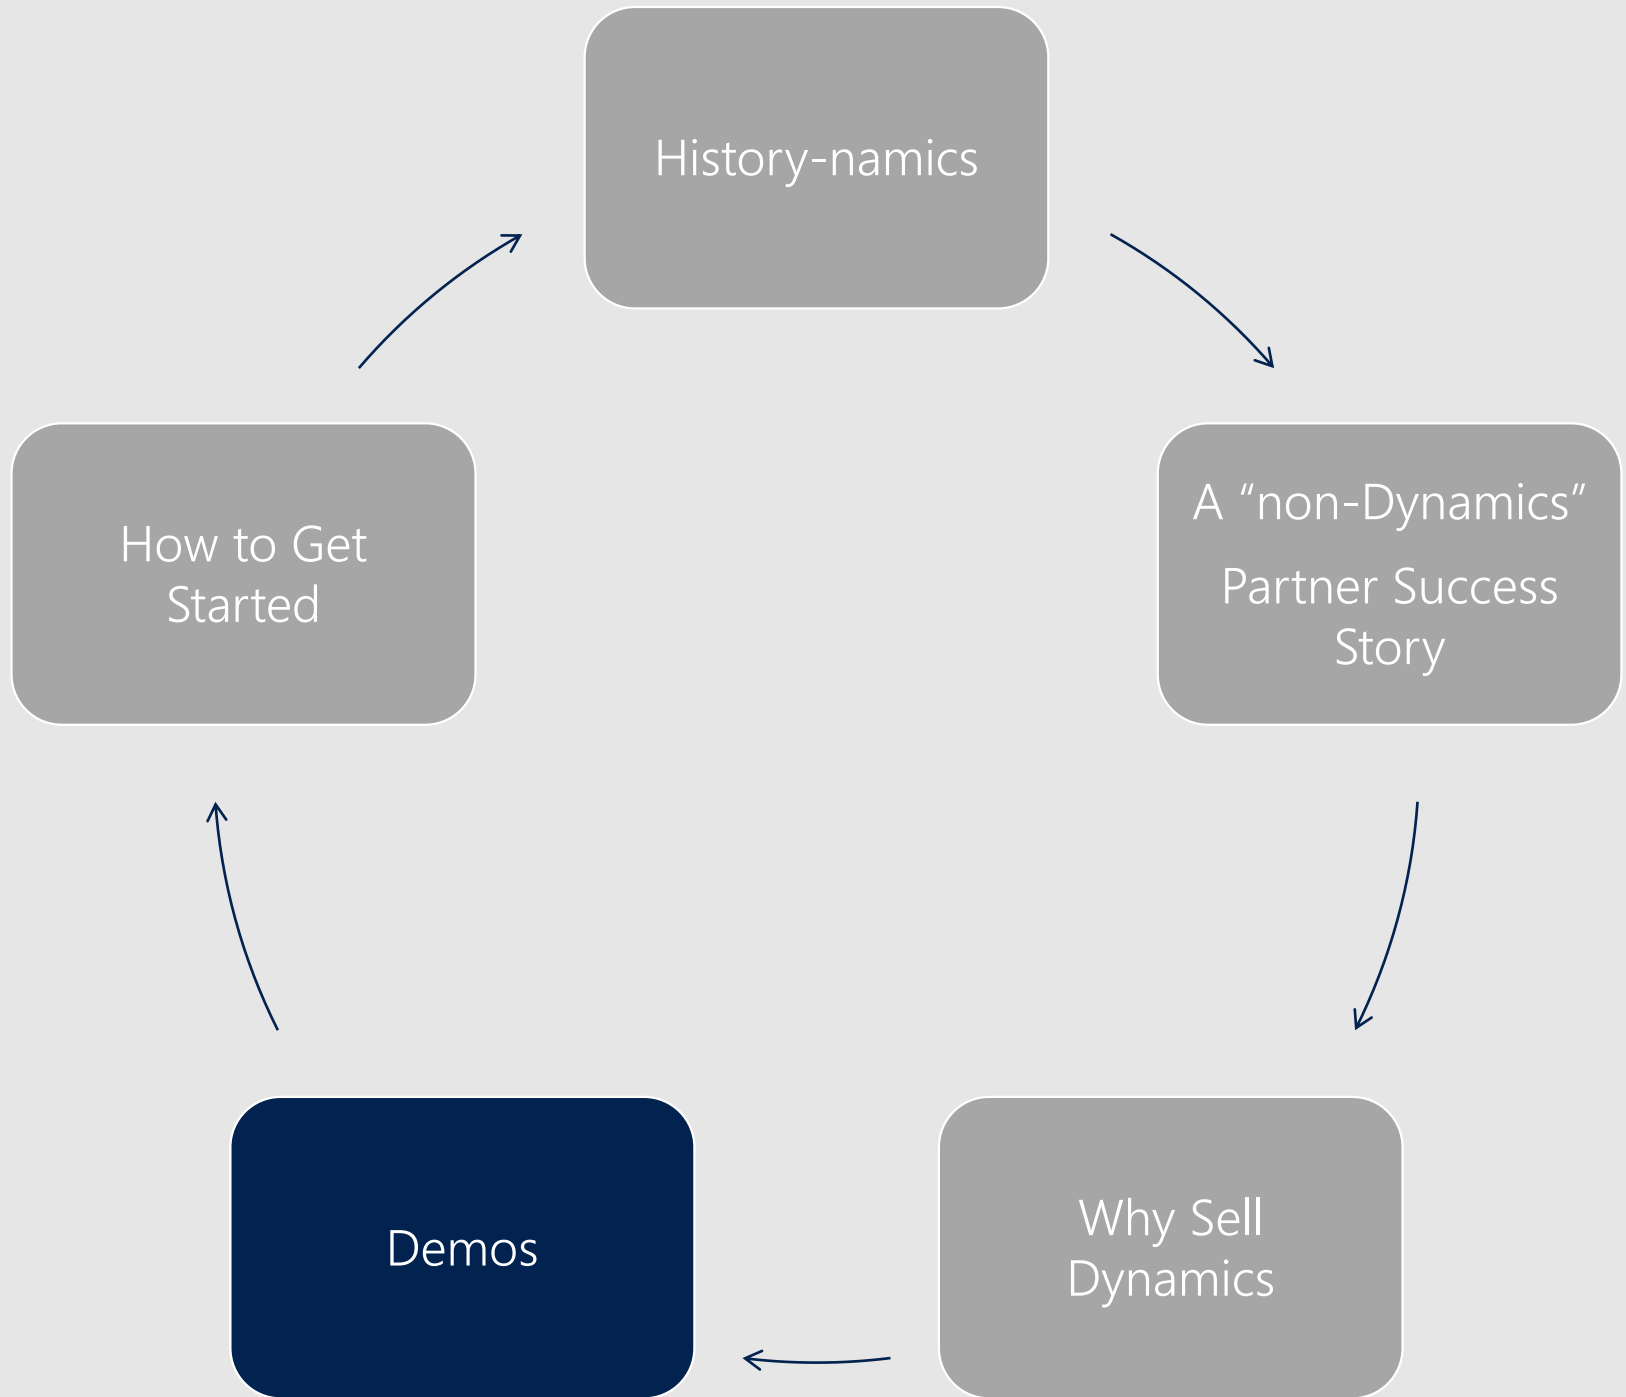 History-namics
A “non-Dynamics”
Partner Success
Story
Why Sell
Dynamics
Demos
How to Get
Started